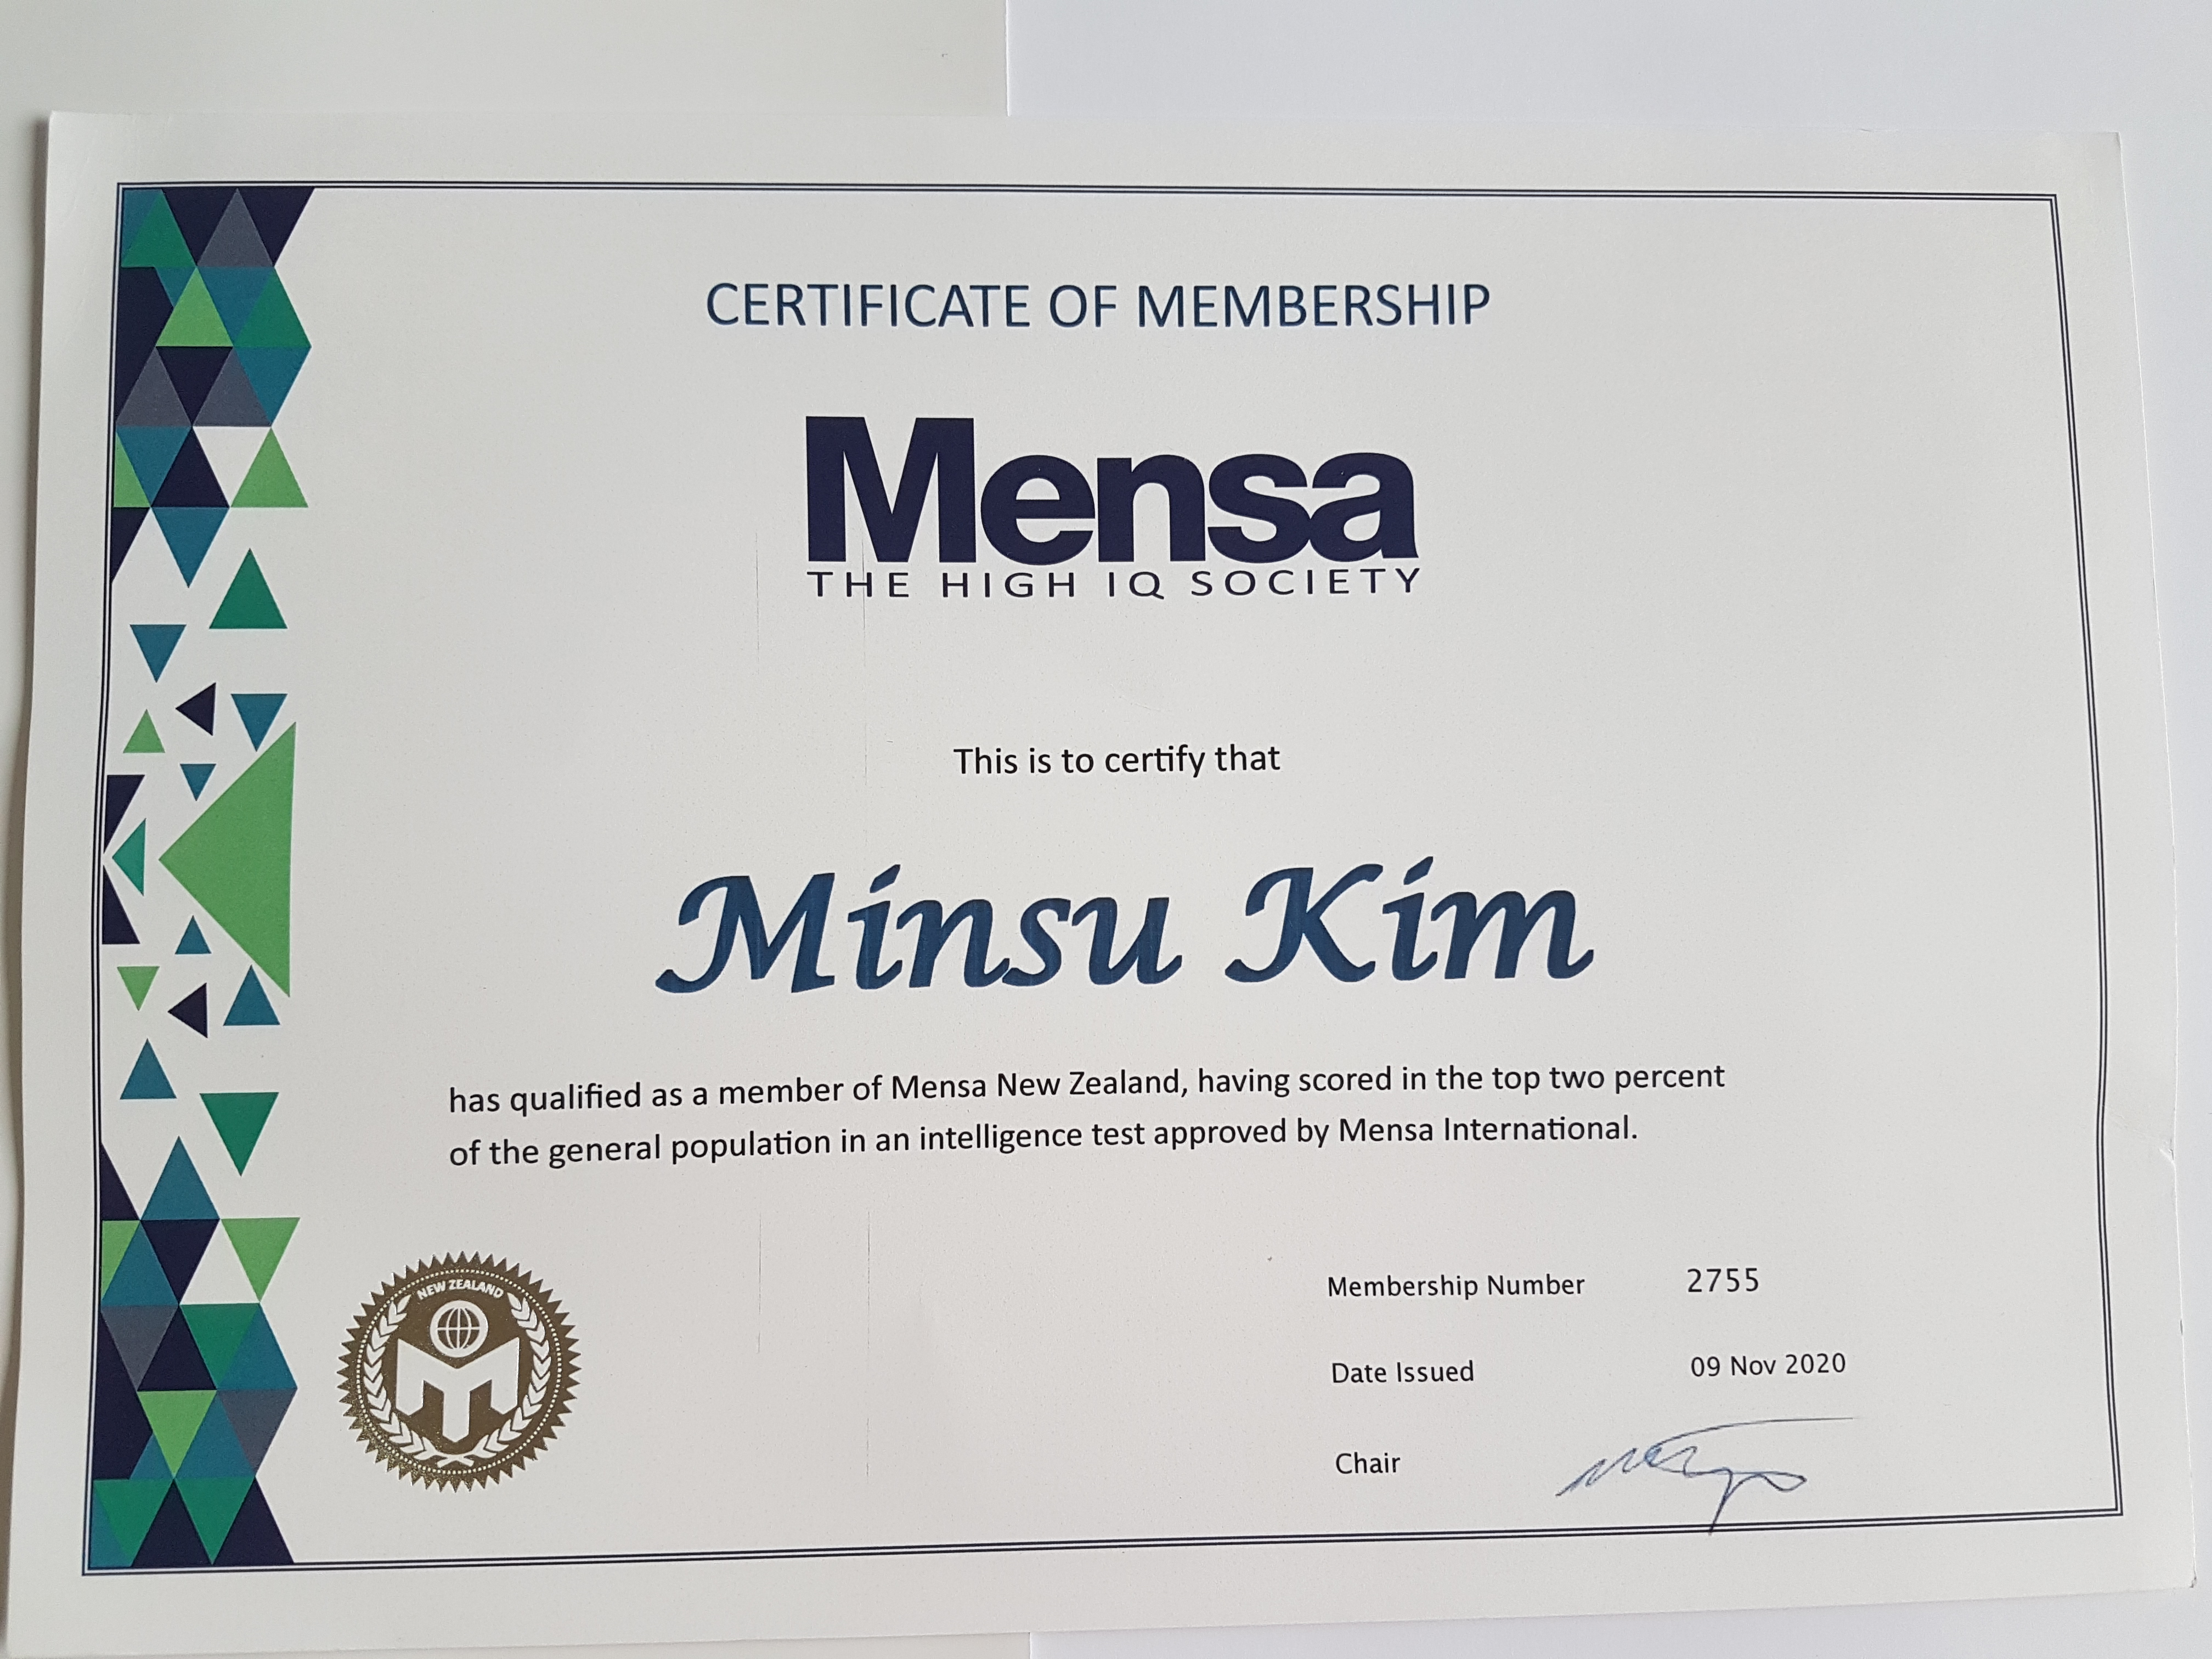 CERTIFICATE OF MEMBERSHIP
Mensa
THE HIGH IQ SOCIETY
This is to certify that
Minsu Kim
has qualified as a member of Mensa New Zealand, having scored in the top two percent
of the general population in an intelligence test approved by Mensa International.
NEW ZEALAND
Membership Number 2755
Date Issued 09 Nov 2020
Chair